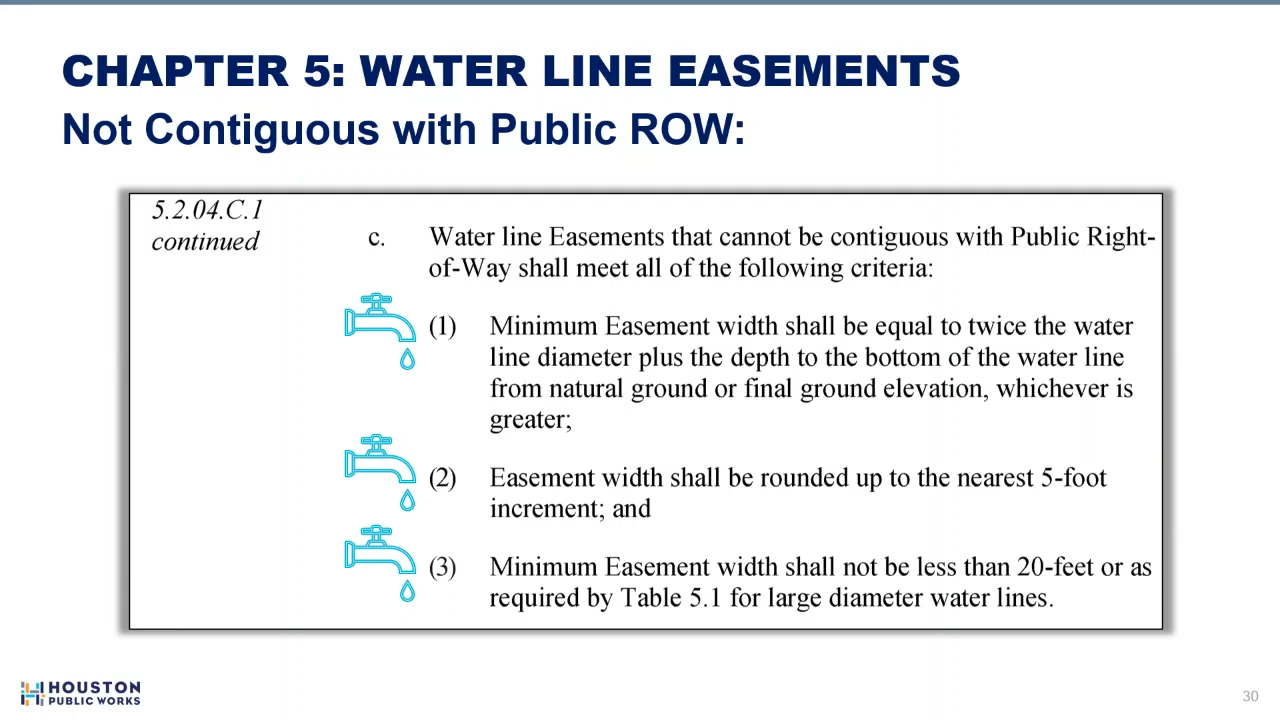 CHAPTER 5: WATER LINE EASEMENTS
Not Contiguous with Public ROW:
5.2.04.C.1
continued
c. Water line Easements that cannot be contiguous with Public Right-
of-Way shall meet all of the following criteria:
(1) Minimum Easement width shall be equal to twice the water
line diameter plus the depth to the bottom of the water line
from natural ground or final ground elevation, whichever is
greater;
(2) Easement width shall be rounded up to the nearest 5-foot
increment; and
(3) Minimum Easement width shall not be less than 20-feet or as
required by Table 5.1 for large diameter water lines.
HOUSTON
PUBLIC WORKS
30